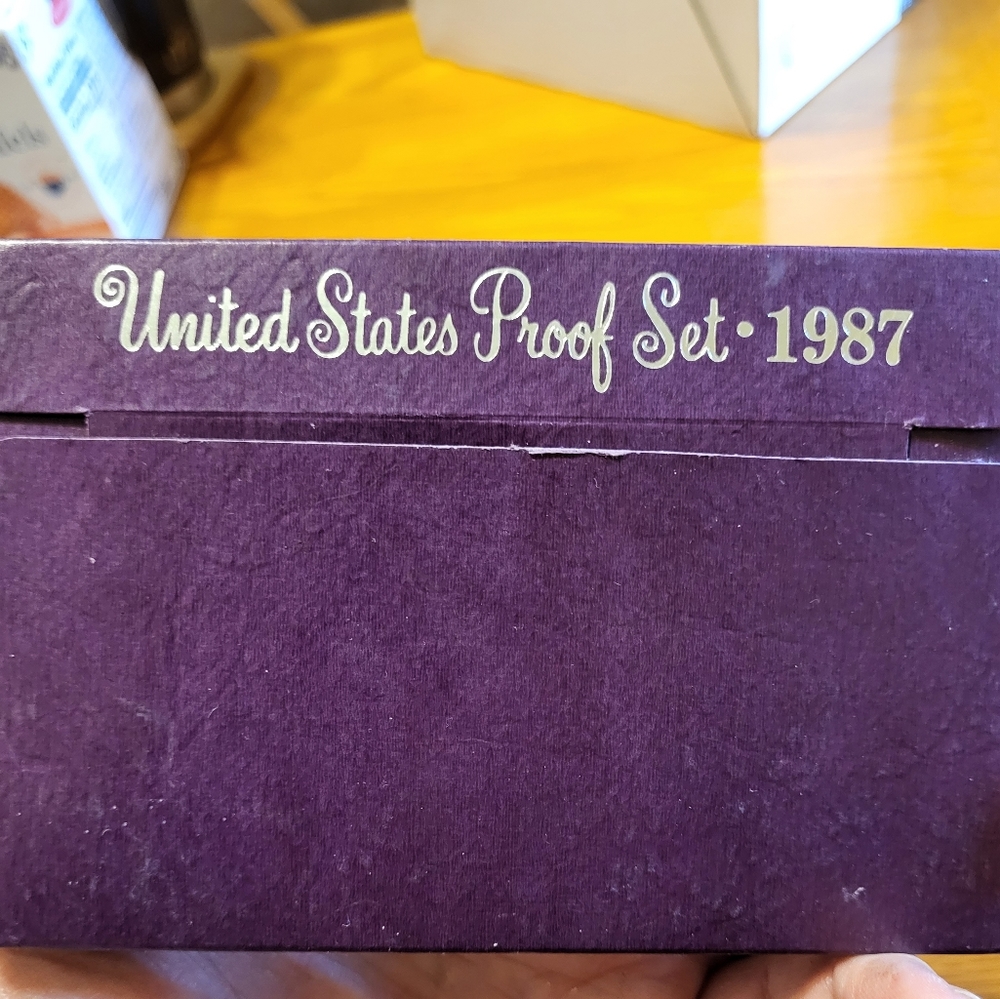 United States Proof Set · 1987